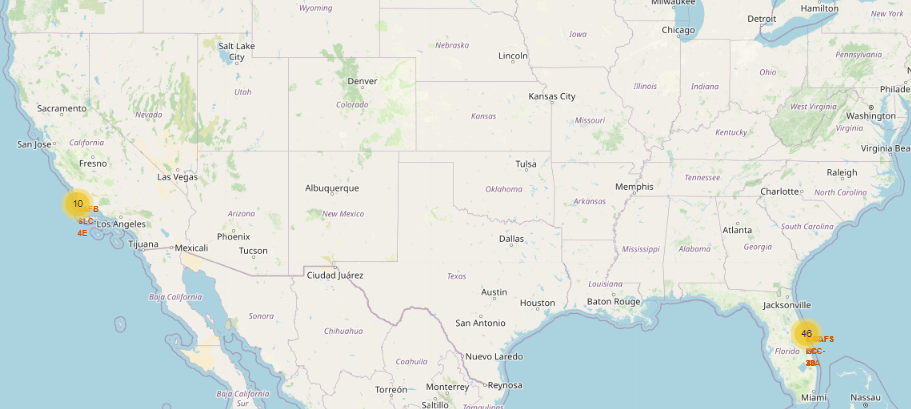 Wyoming
Milwaukee
Hamilton
New York
Detroit
Chicago
Iowa
Nebraska
Salt Lake
City
Lincoln
Pennsylvania
Ohio
Denver
Utah
Illinois
Indiana
Kansas City
Colorado
Sacramento
Nevada
West Virginia
Washington
Kansas
Missouri
Virginia
Kentucky
San Jose
California
Virginia Bea
Fresno
Tulsa
Las Vegas
Tennessee
Raleigh
Albuquerque
Oklahoma
Memphis
Charlotte
North Carolina
10
Arizona
New Mexico
Arkansas
Los Angeles
South Carolina
4E
Phoenix
Atlanta
Dallas
Tijuana
Mexicali
Tucson
Mississippi
Alabama
Georgia
Ciudad Juárez
Texas
Louisiana
Austin
Baja California
Houston
Baton Rouge
Jacksonville
Sonora
San Antonio
Chihuahua
46
Florida
Nuevo Laredo
Coahuila
Monterrey
Reynosa
Torreón
Baja California
Sur
Saltillo
Tamaulipas
Miami
Nassau